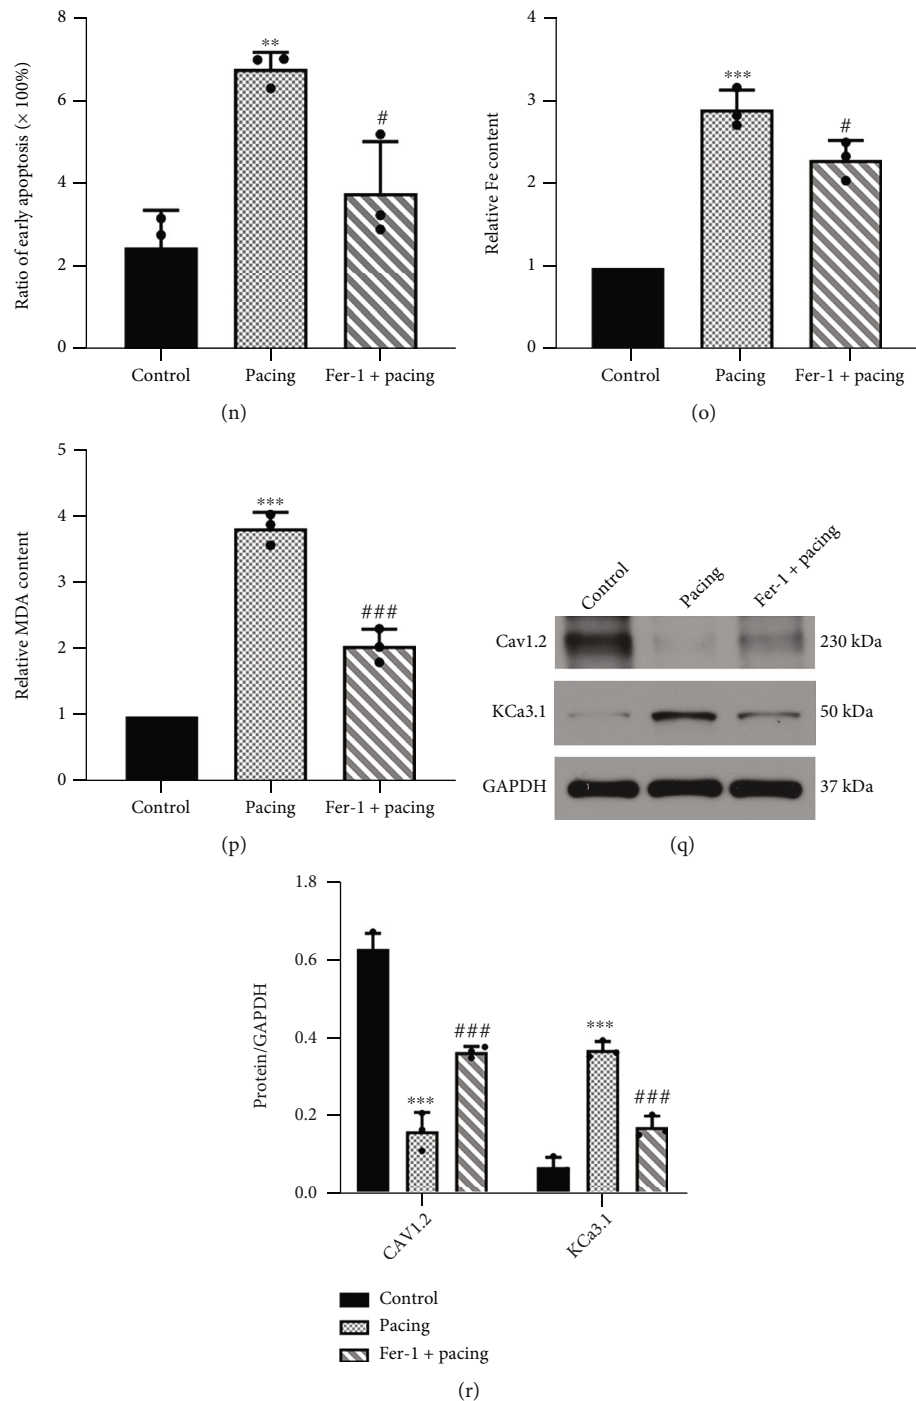 8
6
4
2
0
Ratio of early apoptosis (× 100%)
**
#
Control Pacing Fer-1 + pacing
(n)
4
3
2
1
0
Relative Fe content
***
#
Control Pacing Fer-1 + pacing
(o)
5
4
3
2
1
0
Relative MDA content
***
###
Control Pacing Fer-1 + pacing
(p)
Control Pacing Fer-1 + pacing
Cav1.2 230 kDa
KCa3.1 50 kDa
GAPDH 37 kDa
(q)
1.8
0.6
0.4
0.2
0.0
Protein/GAPDH
***
###
***
###
CAV1.2 KCa3.1
Control
Pacing
Fer-1 + pacing
(r)